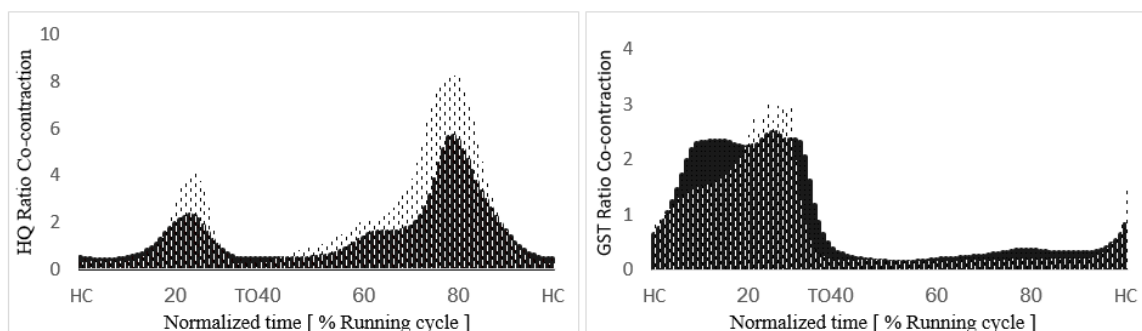 HQ Ratio Co-contraction
10
8
6
4
2
0
HC 20 TO40 60 80 HC
Normalized time [ % Running cycle ]
GST Ratio Co-contraction
4
3
2
1
0
HC 20 TO40 60 80 HC
Normalized time [ % Running cycle ]